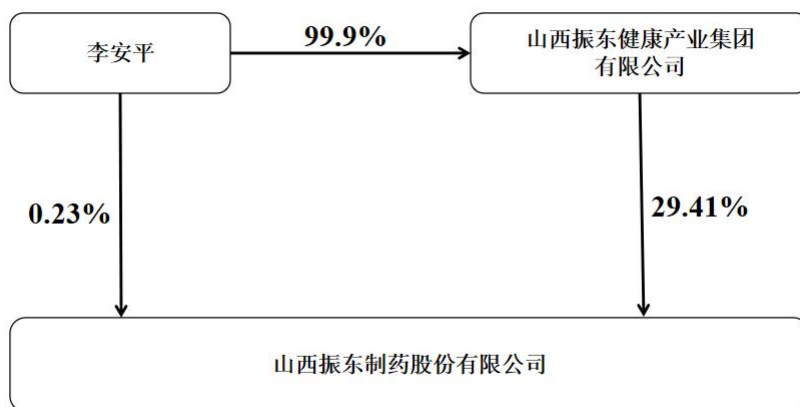 李安平
99.9%
山西振东健康产业集团
有限公司
0.23%
29.41%
山西振东制药股份有限公司